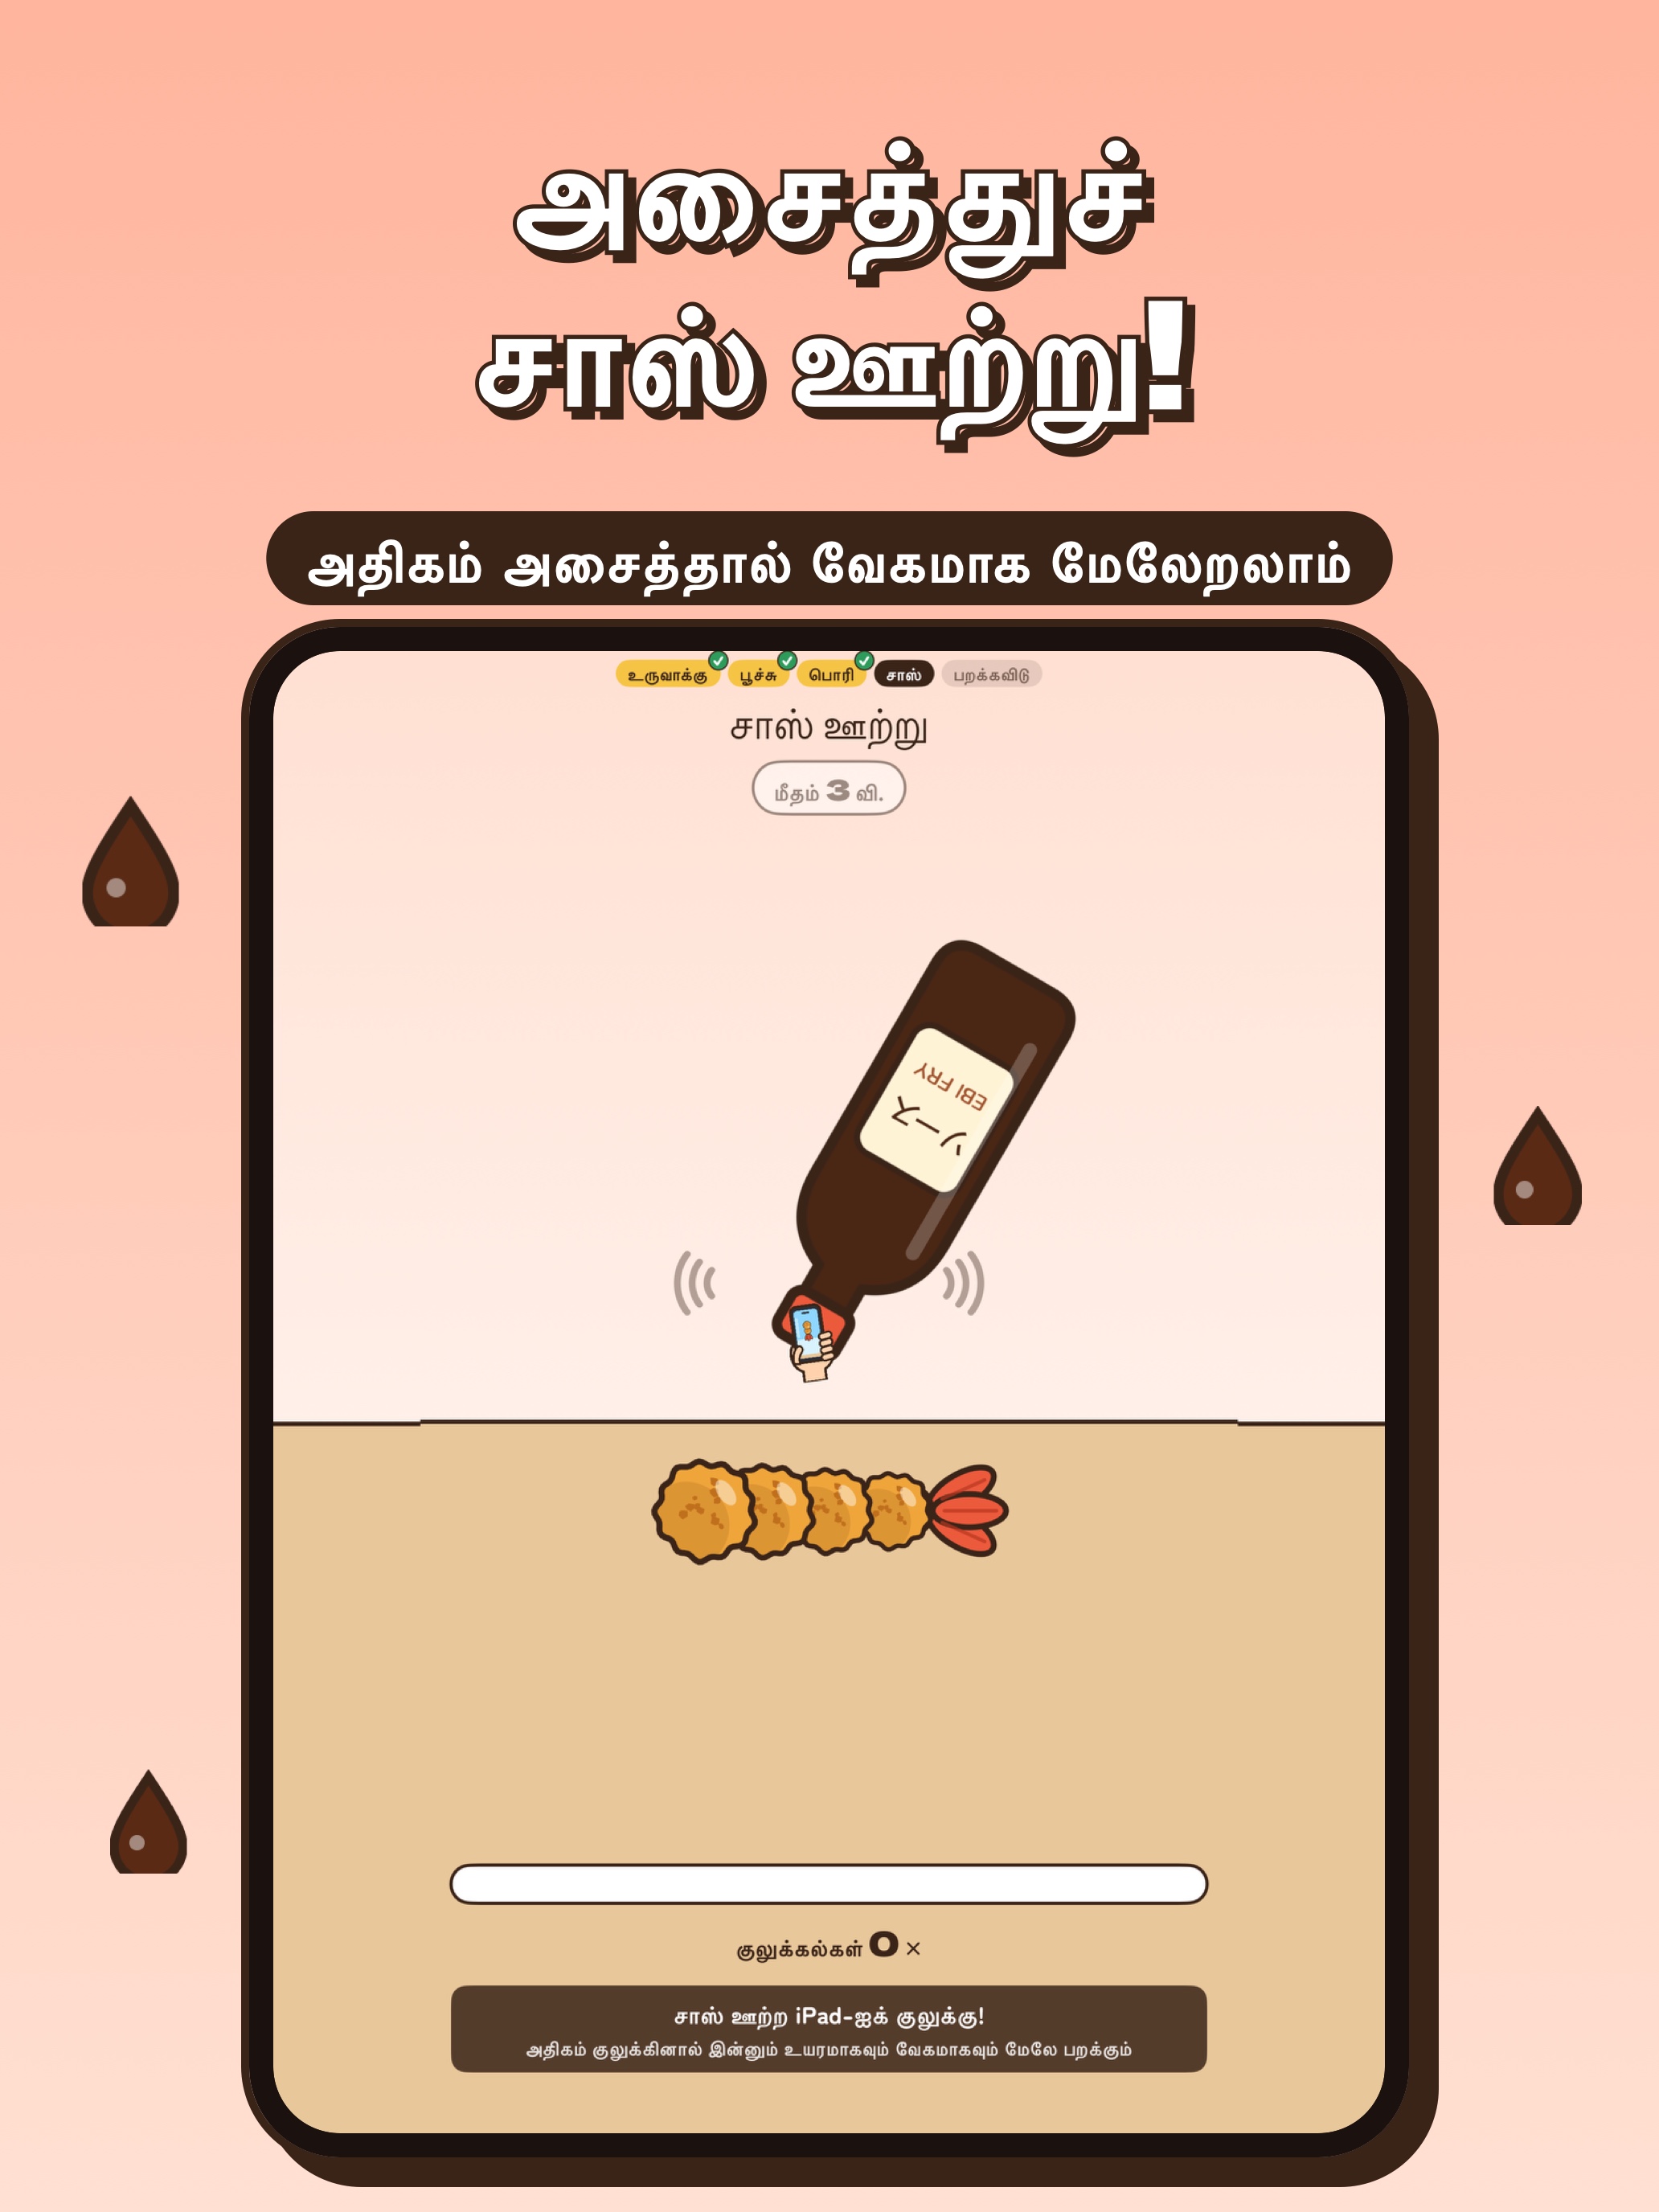 அசைத்துச்
சாஸ் ஊற்று!
அதிகம் அசைத்தால் வேகமாக மேலேறலாம்
உருவாக்கு பூச்சு பொரி சாஸ் பறக்கவிடு
சாஸ் ஊற்று
மீதம் 3 வி.
EBI FRY
ソース
குலுக்கல்கள் 0 ×
சாஸ் ஊற்ற iPad-ஐக் குலுக்கு!
அதிகம் குலுக்கினால் இன்னும் உயரமாகவும் வேகமாகவும் மேலே பறக்கும்